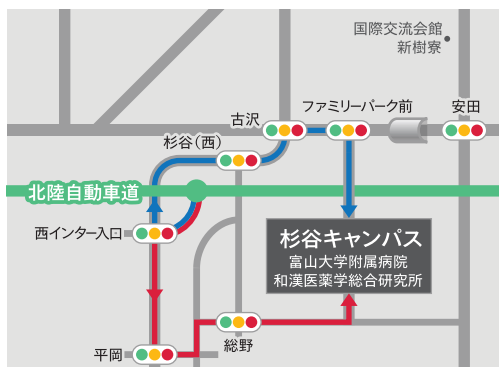 国際交流会館
新樹寮
ファミリーパーク前
安田
古沢
杉谷(西)
北陸自動車道
西インター入口
杉谷キャンパス
富山大学附属病院
和漢医薬学総合研究所
総野
平岡